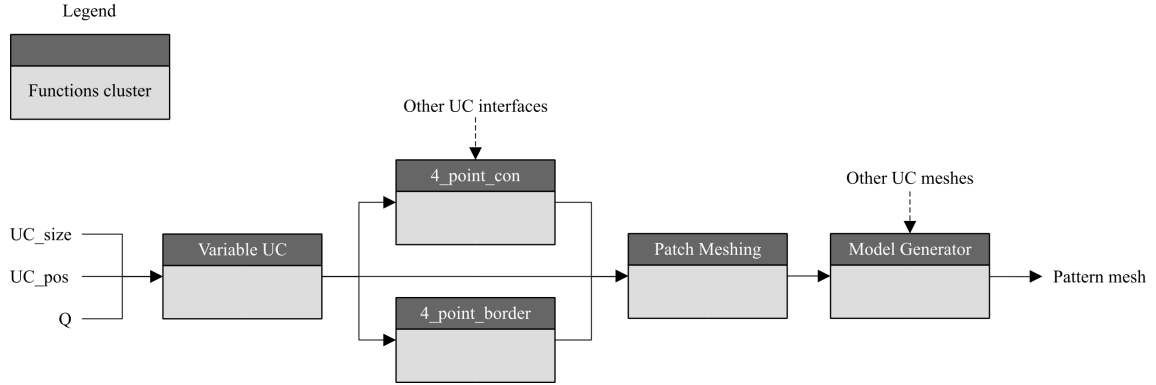 Legend
Functions cluster
Other UC interfaces
4_point_con
Other UC meshes
UC_size
Variable UC
Patch Meshing
Model Generator
UC_pos
Pattern mesh
Q
4_point_border